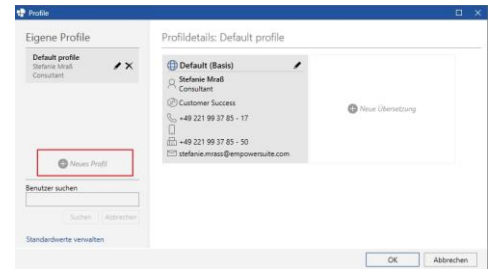 Profile
Eigene Profile
Default profile
Stefanie Mraß
Consultant
Neues Profil
Benutzer suchen
Suchen
Abbrechen
Standardwerte verwalten
Profildetails: Default profile
Default (Basis)
Stefanie Mraß
Consultant
Customer Success
+49 221 99 37 85 - 17
+49 221 99 37 85 - 50
stefanie.mrass@empowersuite.com
Neue Übersetzung
OK
Abbrechen